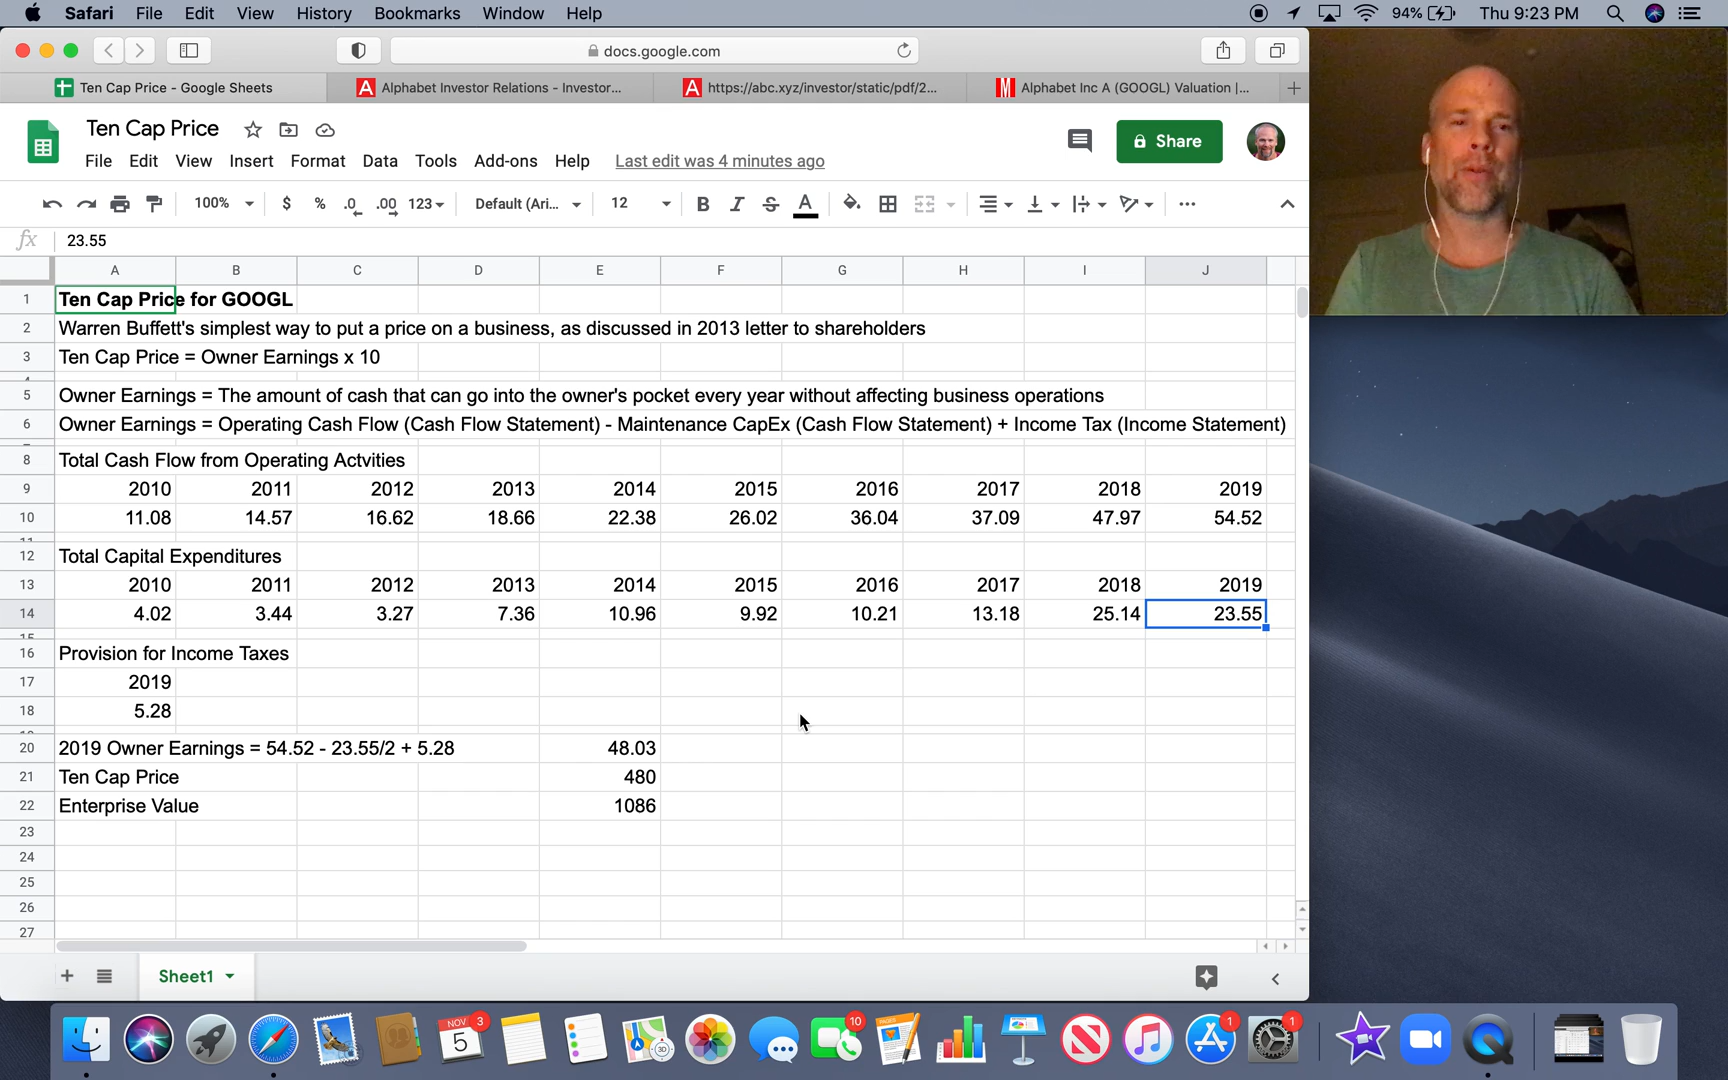 Safari File Edit View History Bookmarks Window Help 94% Thu 9:23 PM
docs.google.com
Ten Cap Price - Google Sheets
Alphabet Investor Relations - Investor...
https://abc.xyz/investor/static/pdf/2...
Alphabet Inc A (GOOGL) Valuation |...
Ten Cap Price
Share
File Edit View Insert Format Data Tools Add-ons Help Last edit was 4 minutes ago
100% $ % .0 .00 123 Default (Ari... 12 B I S A
fx 23.55
A B C D E F G H I J
1 Ten Cap Price for GOOGL
2 Warren Buffett's simplest way to put a price on a business, as discussed in 2013 letter to shareholders
3 Ten Cap Price = Owner Earnings x 10
5 Owner Earnings = The amount of cash that can go into the owner's pocket every year without affecting business operations
6 Owner Earnings = Operating Cash Flow (Cash Flow Statement) - Maintenance CapEx (Cash Flow Statement) + Income Tax (Income Statement)
8 Total Cash Flow from Operating Actvities
9 2010 2011 2012 2013 2014 2015 2016 2017 2018 2019
10 11.08 14.57 16.62 18.66 22.38 26.02 36.04 37.09 47.97 54.52
12 Total Capital Expenditures
13 2010 2011 2012 2013 2014 2015 2016 2017 2018 2019
14 4.02 3.44 3.27 7.36 10.96 9.92 10.21 13.18 25.14 23.55
16 Provision for Income Taxes
17 2019
18 5.28
20 2019 Owner Earnings = 54.52 - 23.55/2 + 5.28 48.03
21 Ten Cap Price 480
22 Enterprise Value 1086
23
24
25
26
27
Sheet1
NOV 5 3
3D
10
PAGES
1
1